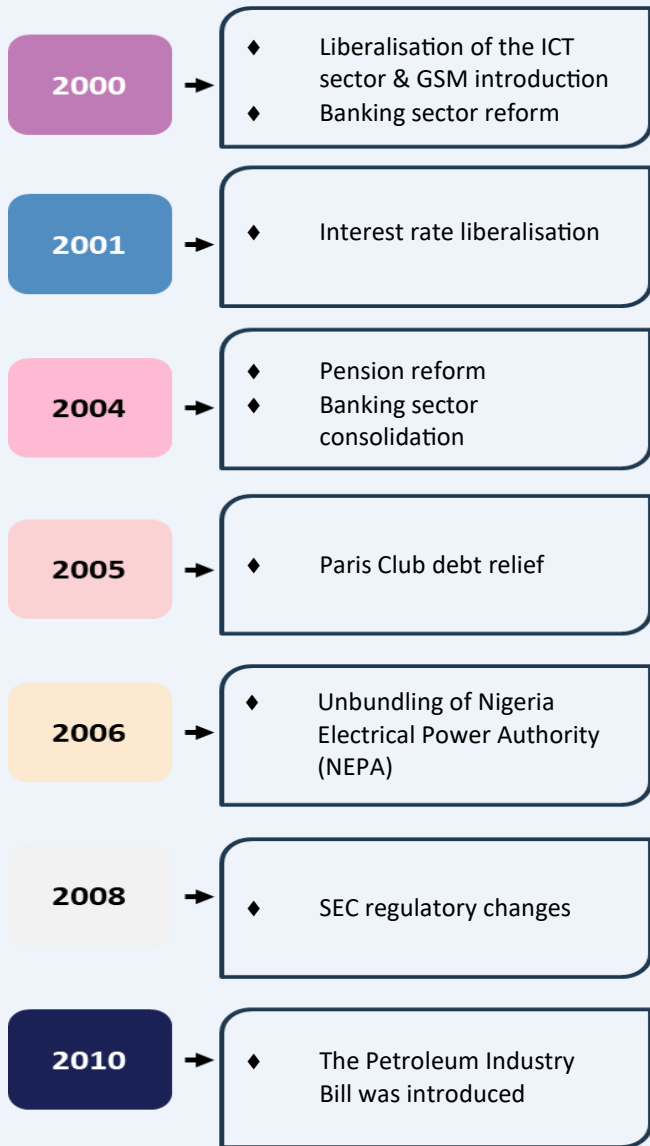 2000
♦ Liberalisation of the ICT
sector & GSM introduction
♦ Banking sector reform
2001
♦ Interest rate liberalisation
2004
♦ Pension reform
♦ Banking sector
consolidation
2005
♦ Paris Club debt relief
2006
♦ Unbundling of Nigeria
Electrical Power Authority
(NEPA)
2008
♦ SEC regulatory changes
2010
♦ The Petroleum Industry
Bill was introduced